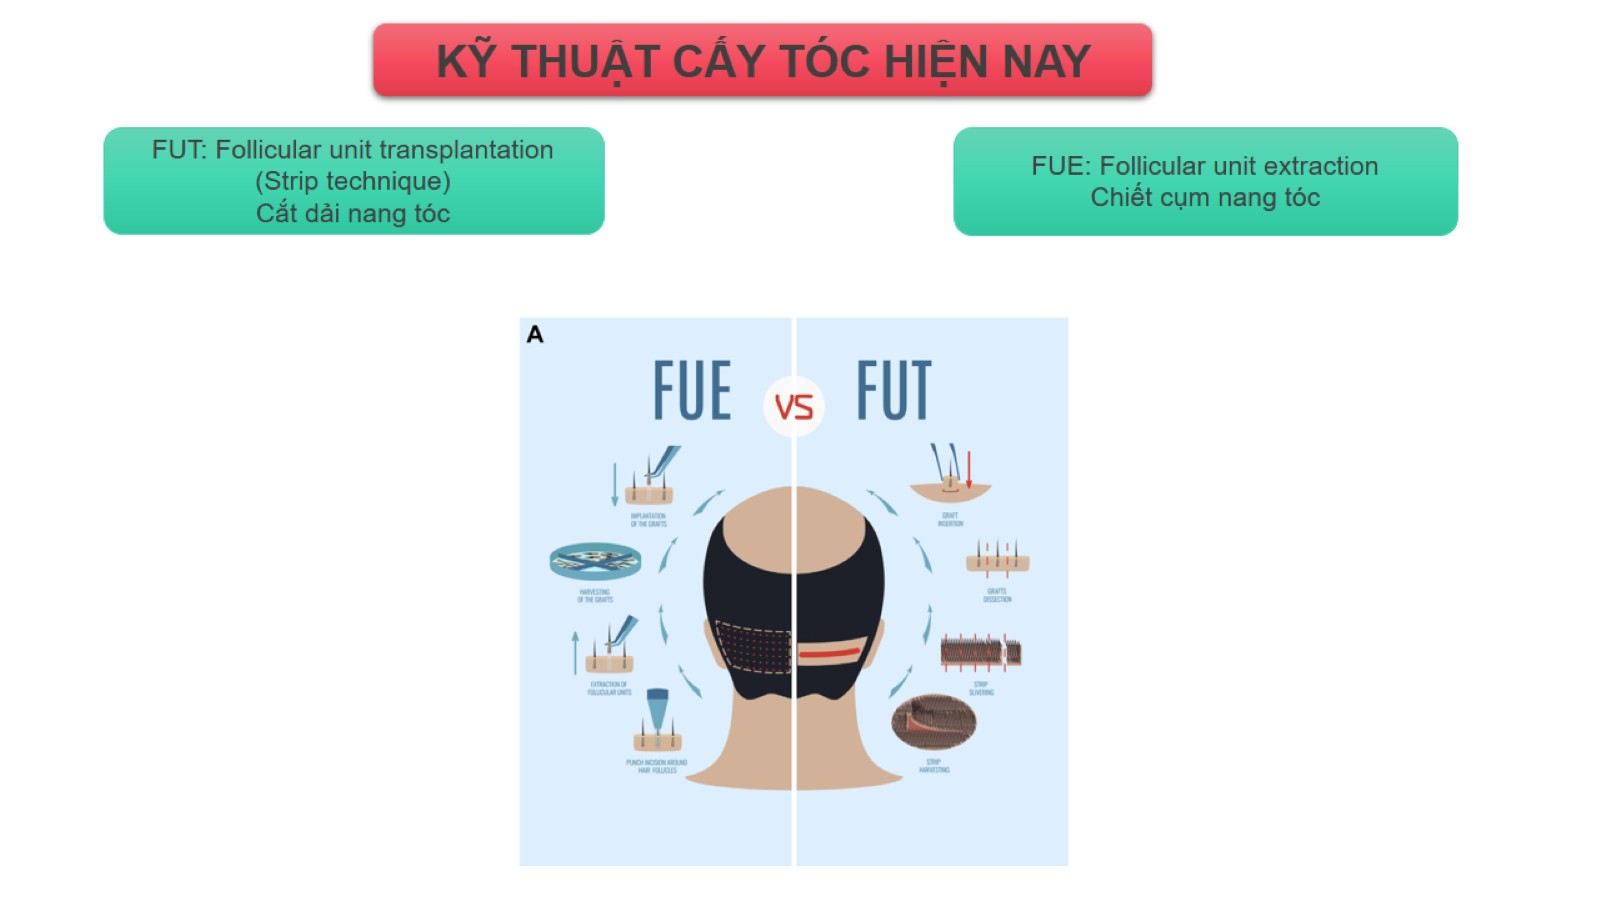 KỸ THUẬT CẤY TÓC HIỆN NAY
FUT: Follicular unit transplantation
(Strip technique)
Cắt dải nang tóc
FUE: Follicular unit extraction
Chiết cụm nang tóc
A
FUE
VS
FUT
IMPLANTATION
OF THE GRAFTS
HARVESTING
OF THE GRAFTS
EXTRACTION OF
FOLLICULAR UNITS
PUNCH INCISION AROUND
HAIR FOLLICLES
GRAFT
INSERTION
GRAFTS
DISSECTION
STRIP
SLIVERING
STRIP
HARVESTING